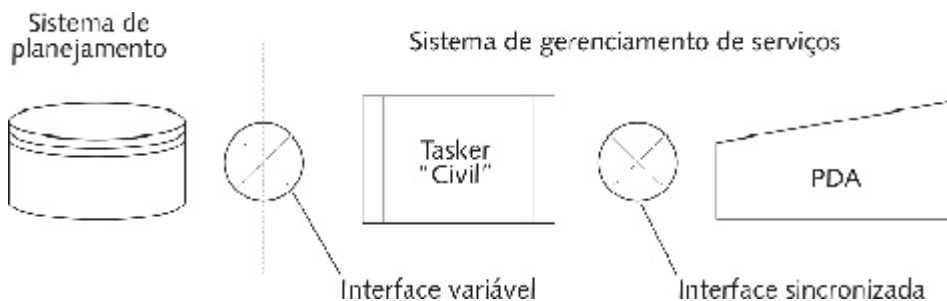 Sistema de
planejamento
Sistema de gerenciamento de serviços
Tasker
"Civil"
PDA
Interface variável
Interface sincronizada